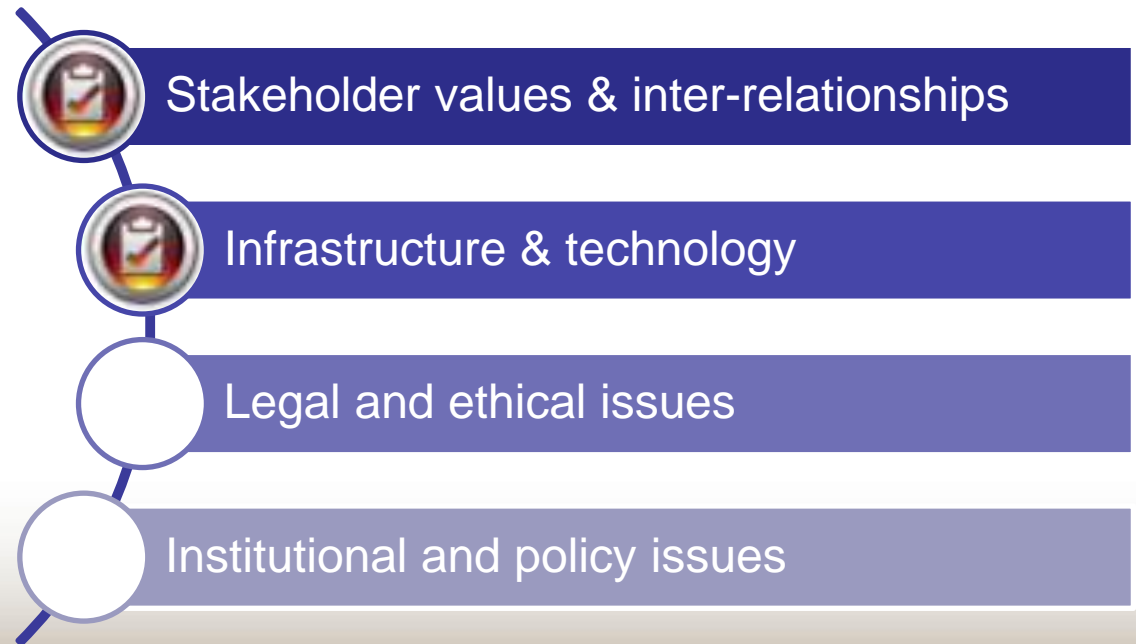 Stakeholder values & inter-relationships
Infrastructure & technology
Legal and ethical issues
Institutional and policy issues